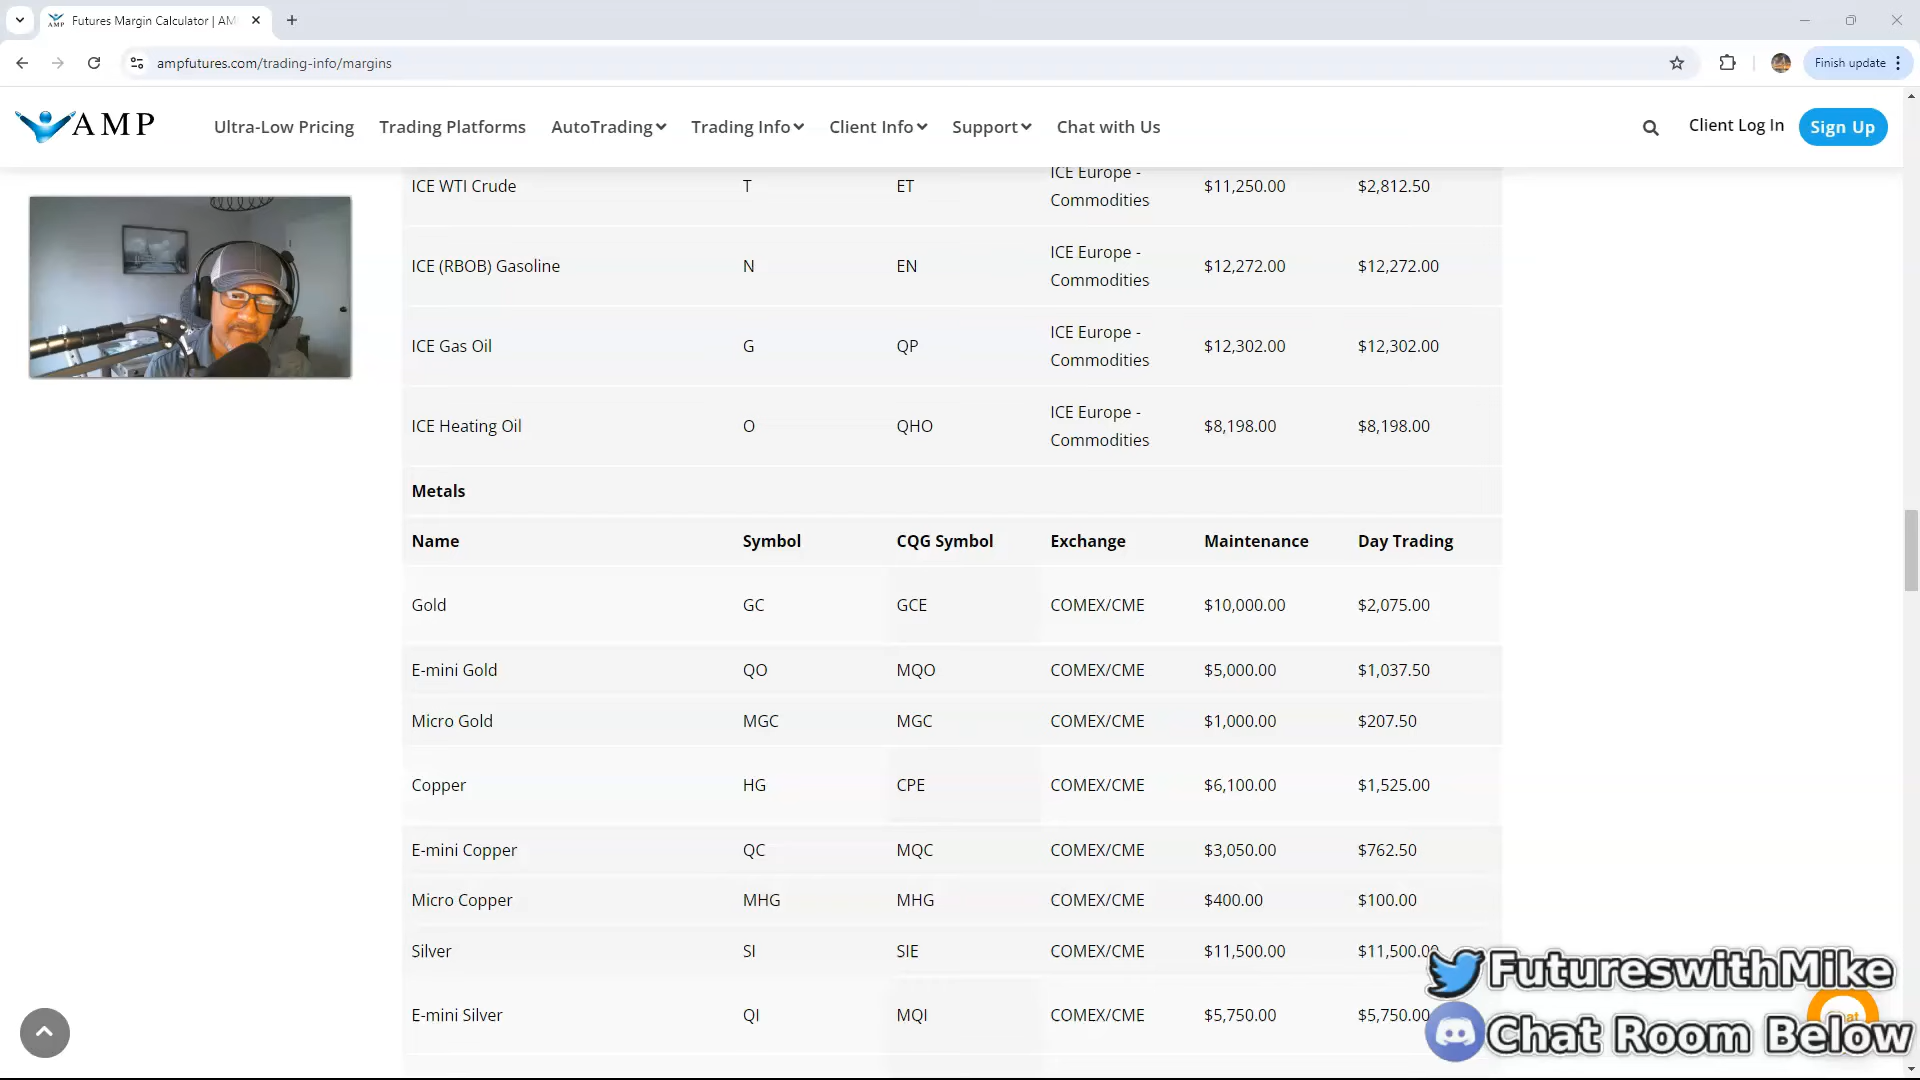 Futures Margin Calculator | AM
ampfutures.com/trading-info/margins
Finish update
AMP
AMP
Ultra-Low Pricing
Trading Platforms
AutoTrading
Trading Info
Client Info
Support
Chat with Us
Client Log In
Sign Up
ICE WTI Crude T ET ICE Europe - $11,250.00 $2,812.50
Commodities
ICE (RBOB) Gasoline N EN ICE Europe - $12,272.00 $12,272.00
Commodities
ICE Gas Oil G QP ICE Europe - $12,302.00 $12,302.00
Commodities
ICE Heating Oil O QHO ICE Europe - $8,198.00 $8,198.00
Commodities
Metals
Name Symbol CQG Symbol Exchange Maintenance Day Trading
Gold GC GCE COMEX/CME $10,000.00 $2,075.00
E-mini Gold QO MQO COMEX/CME $5,000.00 $1,037.50
Micro Gold MGC MGC COMEX/CME $1,000.00 $207.50
Copper HG CPE COMEX/CME $6,100.00 $1,525.00
E-mini Copper QC MQC COMEX/CME $3,050.00 $762.50
Micro Copper MHG MHG COMEX/CME $400.00 $100.00
Silver SI SIE COMEX/CME $11,500.00 $11,500.00
E-mini Silver QI MQI COMEX/CME $5,750.00 $5,750.00
FutureswithMike
Chat Room Below